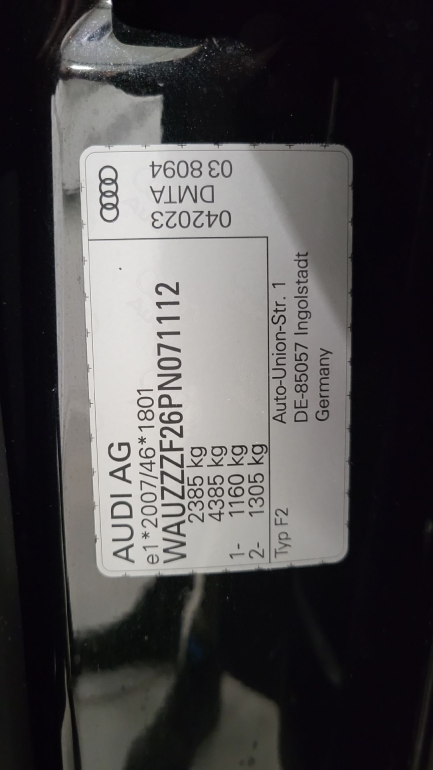 AUDI AG
e1*2007/46*1801
WAUZZZF26PN071112
2385 kg
4385 kg
1- 1160 kg
2- 1305 kg
Typ F2
Auto-Union-Str. 1
DE-85057 Ingolstadt
Germany
042023
DMTA
03 8094